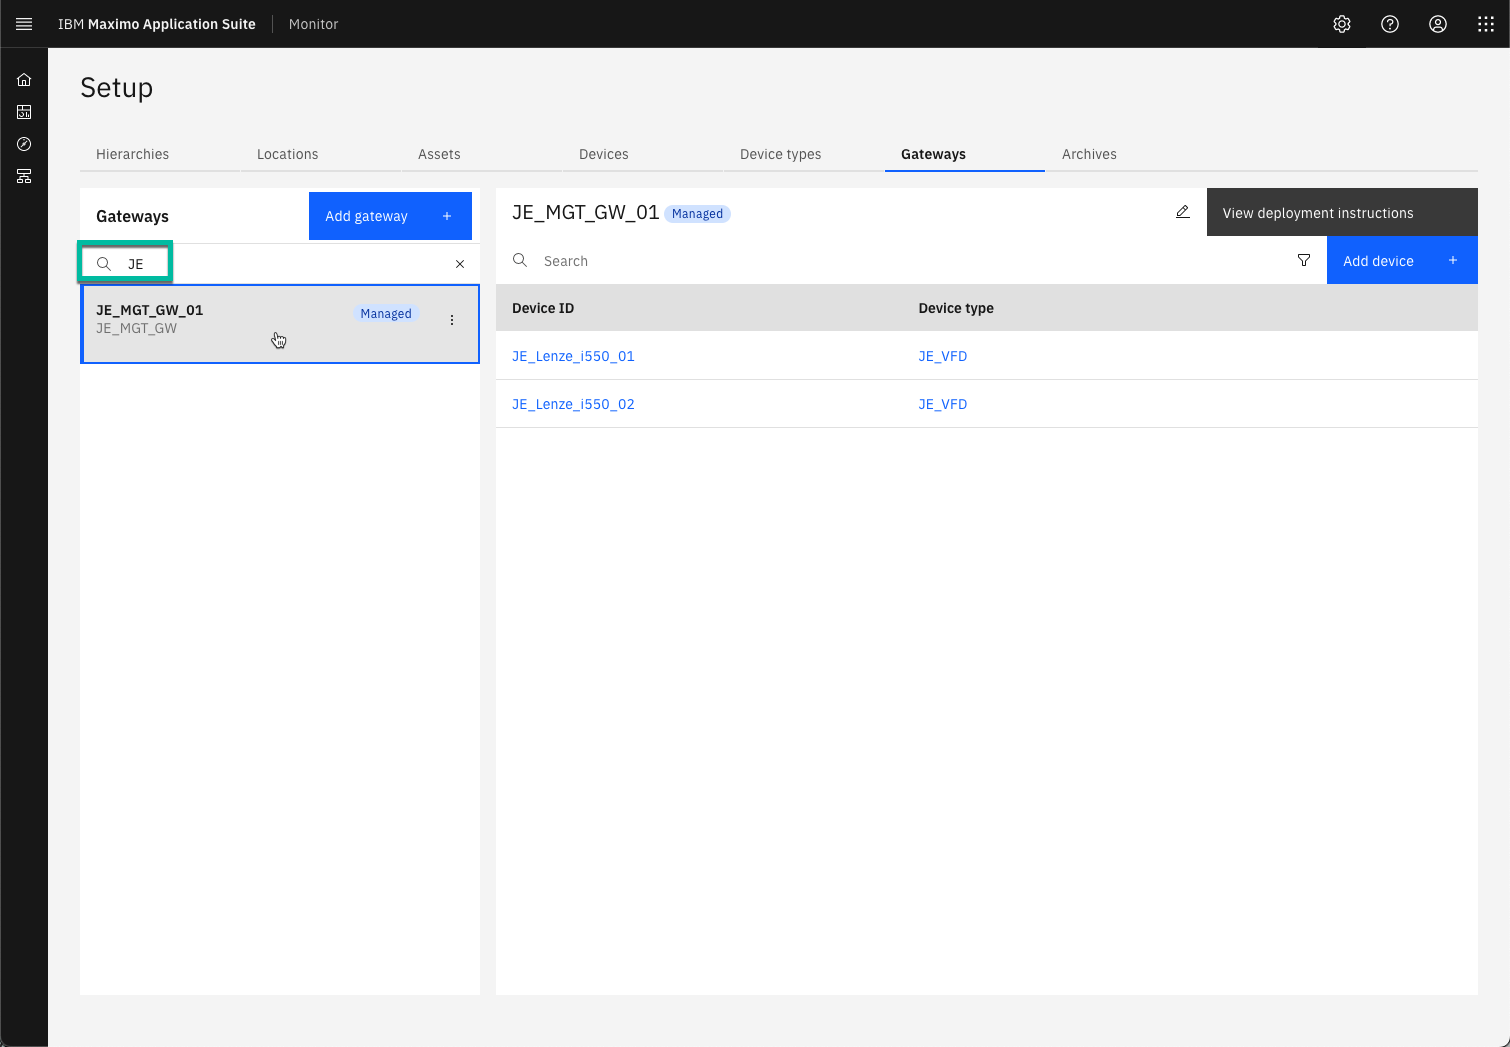 IBM Maximo Application Suite Monitor
Setup
Hierarchies Locations Assets Devices Device types Gateways Archives
Gateways Add gateway +
JE
JE_MGT_GW_01 Managed
JE_MGT_GW
JE_MGT_GW_01 Managed View deployment instructions
Search Add device +
Device ID Device type
JE_Lenze_i550_01 JE_VFD
JE_Lenze_i550_02 JE_VFD